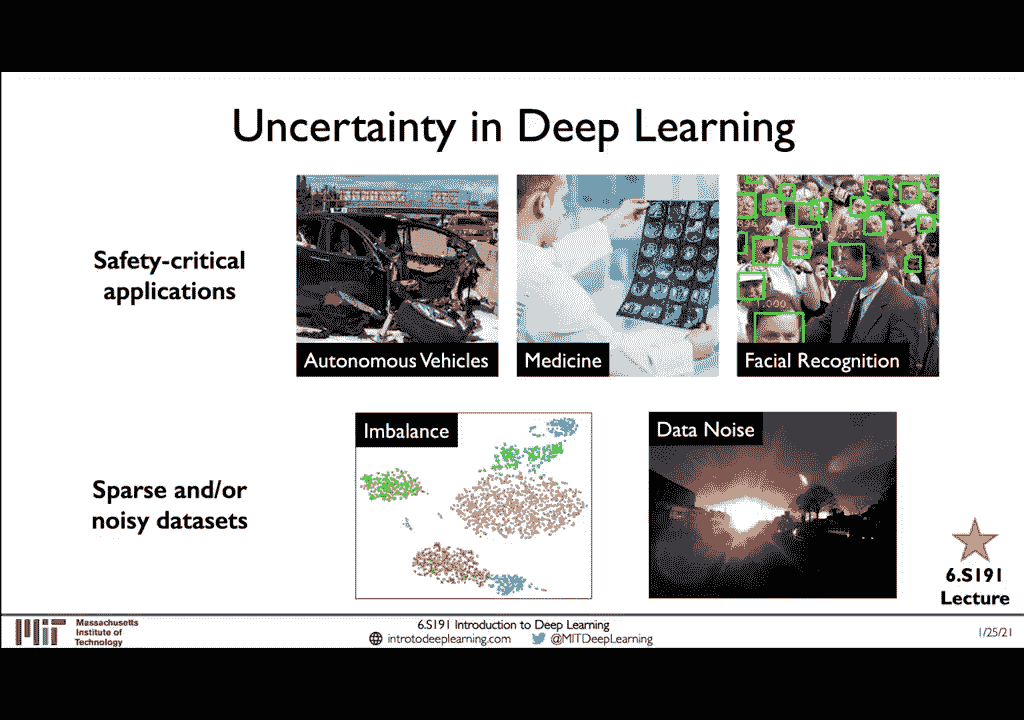 Uncertainty in Deep Learning
Safety-critical
applications
Autonomous Vehicles
Medicine
Facial Recognition
Sparse and/or
noisy datasets
Imbalance
Data Noise
6.S191
Lecture
Massachusetts
Institute of
Technology
6.S191 Introduction to Deep Learning
introtodeeplearning.com @MITDeepLearning
1/25/21